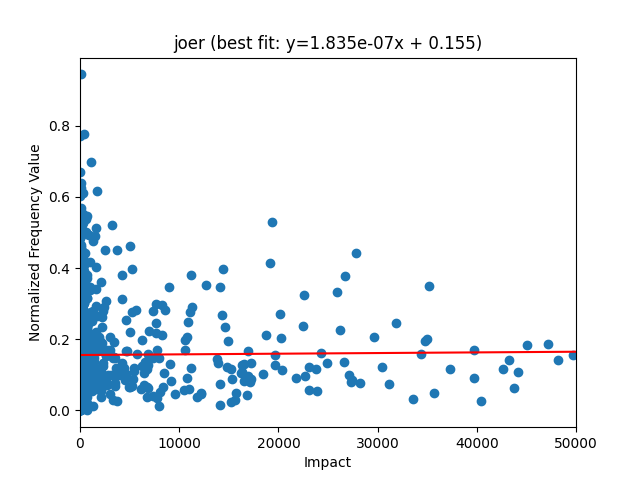 joer (best fit: y=1.835e-07x + 0.155)
0.8
0.6
0.4
0.2
0.0
Normalized Frequency Value
0 10000 20000 30000 40000 50000
Impact